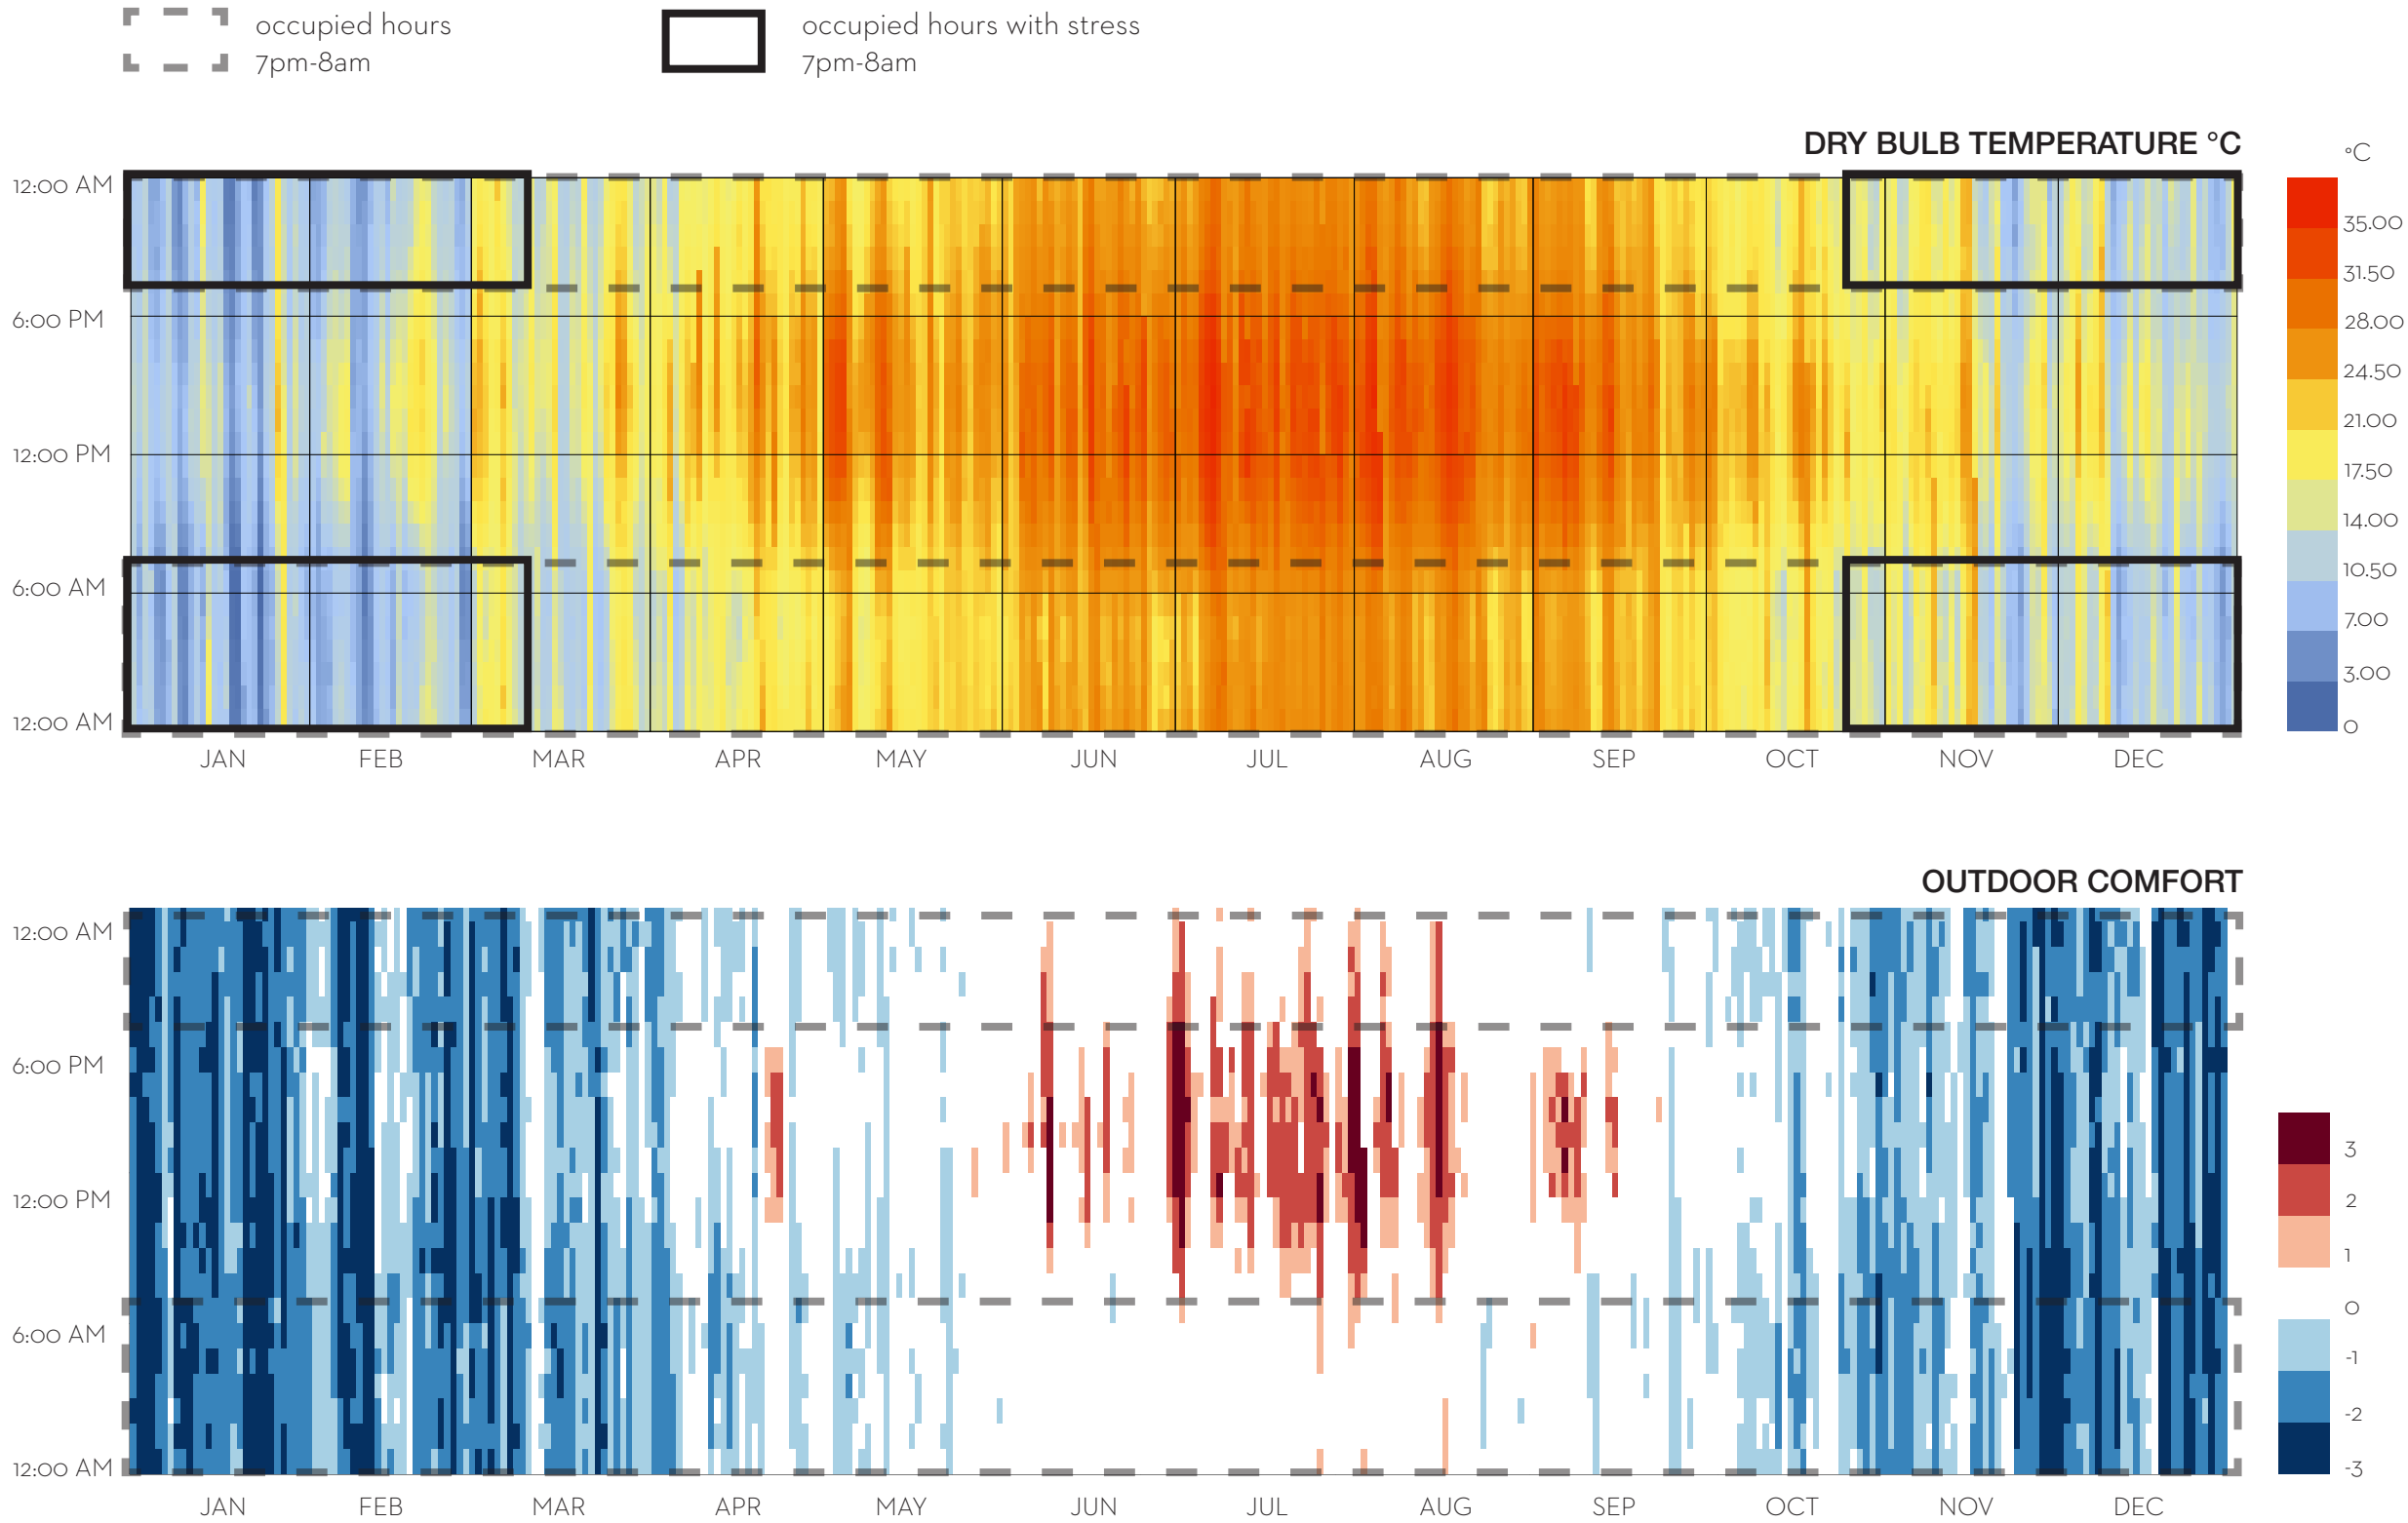 occupied hours
7pm-8am
occupied hours with stress
7pm-8am
DRY BULB TEMPERATURE °C
°C
12:00 AM
6:00 PM
12:00 PM
6:00 AM
12:00 AM
35.00
31.50
28.00
24.50
21.00
17.50
14.00
10.50
7.00
3.00
0
JAN FEB MAR APR MAY JUN JUL AUG SEP OCT NOV DEC
OUTDOOR COMFORT
12:00 AM
6:00 PM
12:00 PM
6:00 AM
12:00 AM
3
2
1
0
-1
-2
-3
JAN FEB MAR APR MAY JUN JUL AUG SEP OCT NOV DEC